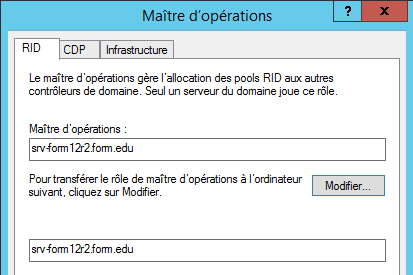 Maître d'opérations
?
x
RID
CDP
Infrastructure
Le maître d'opérations gère l'allocation des pools RID aux autres
contrôleurs de domaine. Seul un serveur du domaine joue ce rôle.
Maître d'opérations :
srv-form12r2.form.edu
Pour transférer le rôle de maître d'opérations à l'ordinateur
suivant, cliquez sur Modifier.
Modifier...
srv-form12r2.form.edu